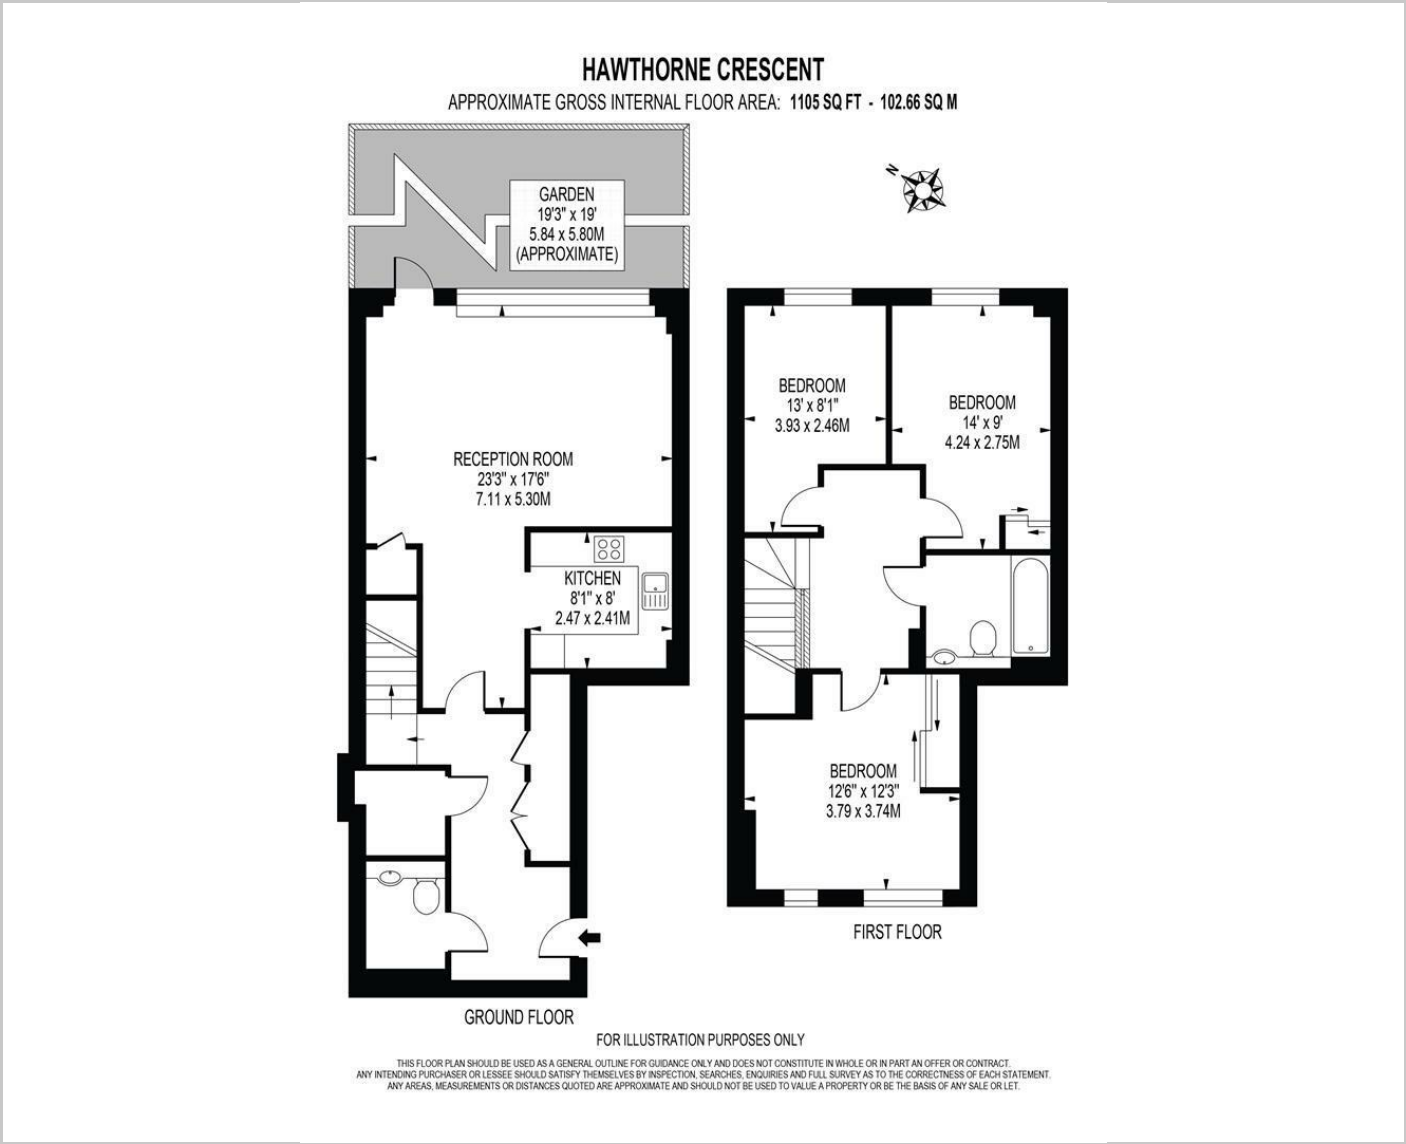 HAWTHORNE CRESCENT
APPROXIMATE GROSS INTERNAL FLOOR AREA: 1105 SQ FT - 102.66 SQ M
N
GARDEN
19'3" x 19'
5.84 x 5.80M
(APPROXIMATE)
BEDROOM
13' x 8'1"
3.93 x 2.46M
BEDROOM
14' x 9'
4.24 x 2.75M
RECEPTION ROOM
23'3" x 17'6"
7.11 x 5.30M
KITCHEN
8'1" x 8'
2.47 x 2.41M
BEDROOM
12'6" x 12'3"
3.79 x 3.74M
FIRST FLOOR
GROUND FLOOR
FOR ILLUSTRATION PURPOSES ONLY
THIS FLOOR PLAN SHOULD BE USED AS A GENERAL OUTLINE FOR GUIDANCE ONLY AND DOES NOT CONSTITUTE IN WHOLE OR IN PART AN OFFER OR CONTRACT.
ANY INTENDING PURCHASER OR LESSEE SHOULD SATISFY THEMSELVES BY INSPECTION, SEARCHES, ENQUIRIES AND FULL SURVEY AS TO THE CORRECTNESS OF EACH STATEMENT.
ANY AREAS, MEASUREMENTS OR DISTANCES QUOTED ARE APPROXIMATE AND SHOULD NOT BE USED TO VALUE A PROPERTY OR BE THE BASIS OF ANY SALE OR LET.